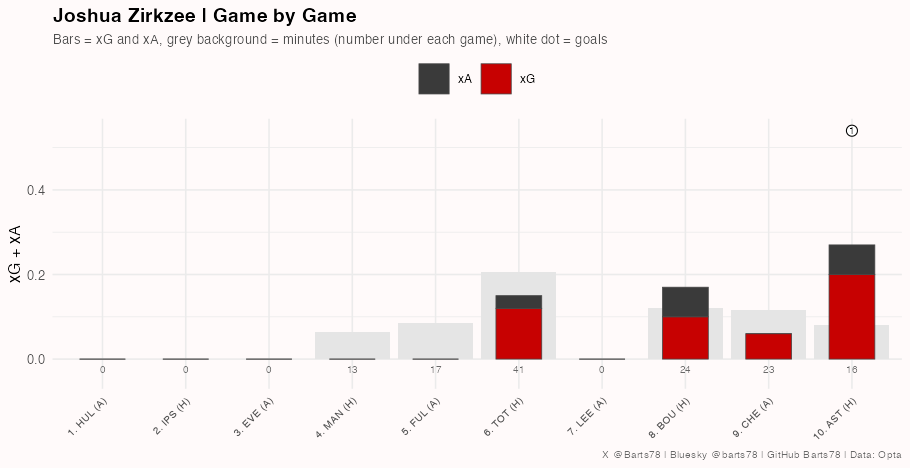 Joshua Zirkzee | Game by Game
Bars = xG and xA, grey background = minutes (number under each game), white dot = goals
xA xG
1
xG + xA
0.4
0.2
0.0
0 0 0 13 17 41 0 24 23 16
1. HUL (A) 2. IPS (H) 3. EVE (A) 4. MAN (H) 5. FUL (A) 6. TOT (H) 7. LEE (A) 8. BOU (H) 9. CHE (A) 10. AST (H)
X @Barts78 | Bluesky @barts78 | GitHub Barts78 | Data: Opta